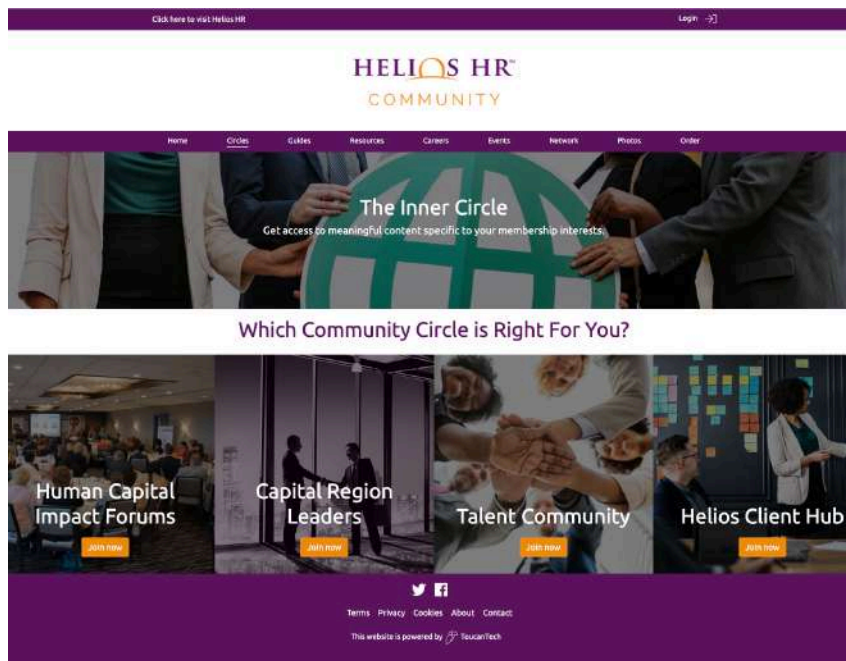 Click here to visit Helios HR
Login
HELIOS HR™
COMMUNITY
Home Circles Guides Resources Careers Events Network Photos Order
The Inner Circle
Get access to meaningful content specific to your membership interests.
Which Community Circle is Right For You?
Human Capital
Impact Forums
Join now
Capital Region
Leaders
Join now
Talent Community
Join now
Helios Client Hub
Join now
Terms Privacy Cookies About Contact
This website is powered by ToucanTech